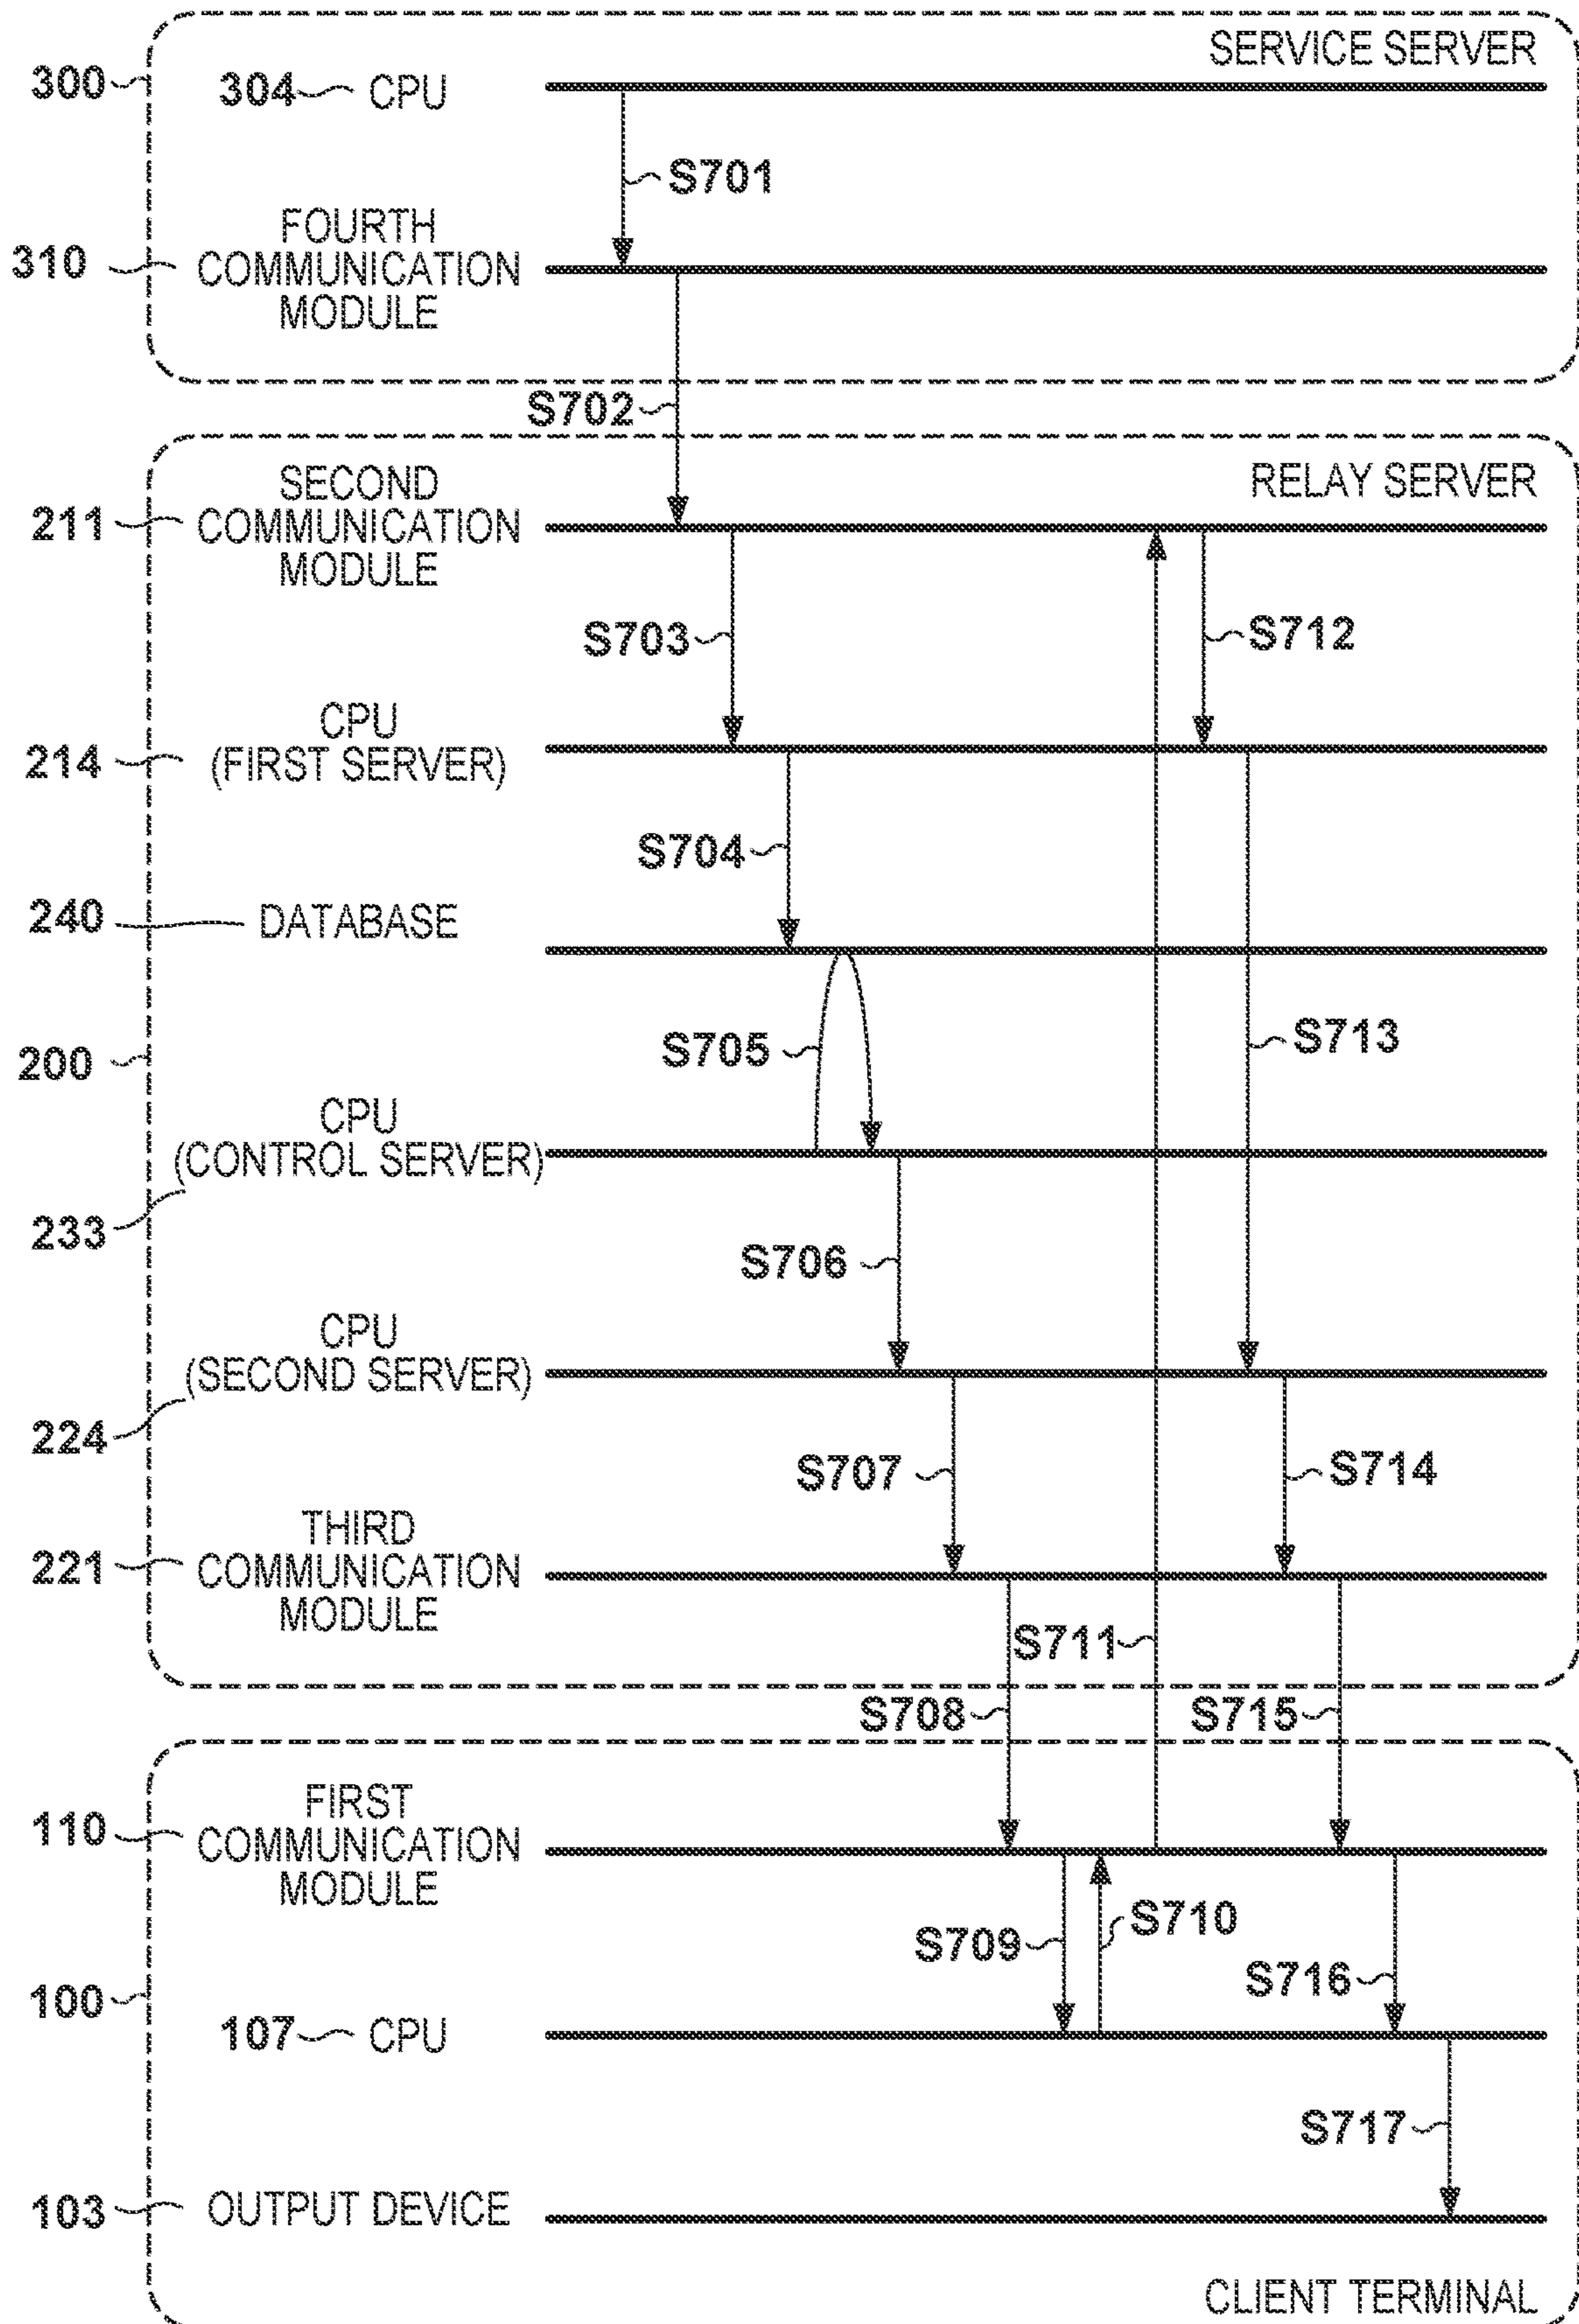 SERVICE SERVER
300
304 CPU
S701
310
FOURTH
COMMUNICATION
MODULE
S702
RELAY SERVER
211
SECOND
COMMUNICATION
MODULE
S703
S712
214
CPU
(FIRST SERVER)
S704
240
DATABASE
200
S705
S713
CPU
(CONTROL SERVER)
233
S706
CPU
(SECOND SERVER)
224
S707
S714
221
THIRD
COMMUNICATION
MODULE
S711
S708
S715
110
FIRST
COMMUNICATION
MODULE
S709
S710
S716
100
107 CPU
S717
103
OUTPUT DEVICE
CLIENT TERMINAL